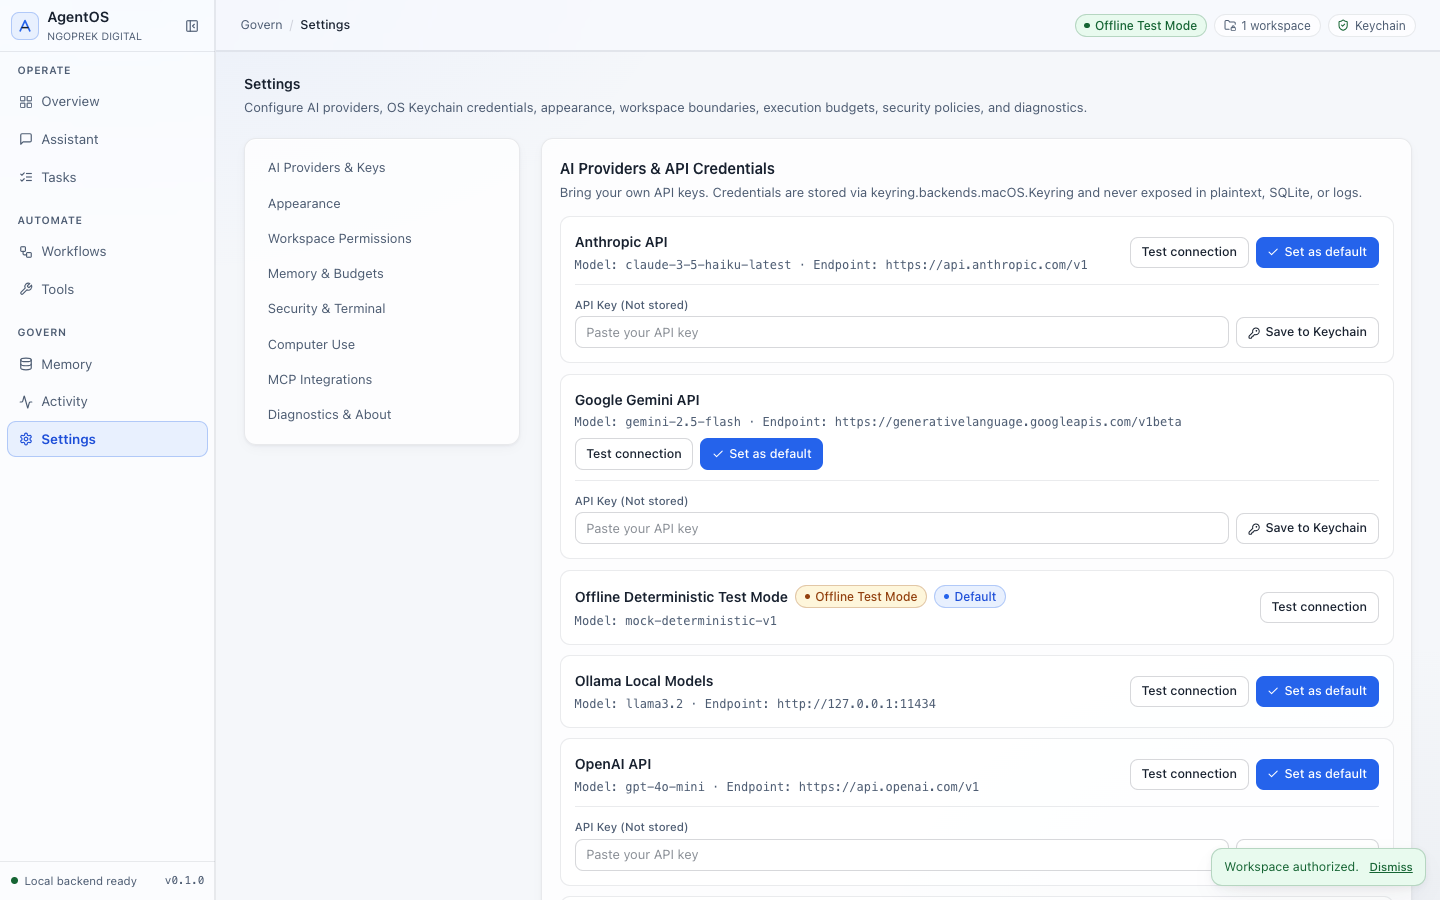 AgentOS
NGOPREK DIGITAL
OPERATE
Overview
Assistant
Tasks
AUTOMATE
Workflows
Tools
GOVERN
Memory
Activity
Settings
Local backend ready v0.1.0
Govern / Settings
Offline Test Mode
1 workspace
Keychain
Settings
Configure AI providers, OS Keychain credentials, appearance, workspace boundaries, execution budgets, security policies, and diagnostics.
AI Providers & Keys
Appearance
Workspace Permissions
Memory & Budgets
Security & Terminal
Computer Use
MCP Integrations
Diagnostics & About
AI Providers & API Credentials
Bring your own API keys. Credentials are stored via keyring.backends.macOS.Keyring and never exposed in plaintext, SQLite, or logs.
Anthropic API
Model: claude-3-5-haiku-latest · Endpoint: https://api.anthropic.com/v1
Test connection
Set as default
API Key (Not stored)
Paste your API key
Save to Keychain
Google Gemini API
Model: gemini-2.5-flash · Endpoint: https://generativelanguage.googleapis.com/v1beta
Test connection
Set as default
API Key (Not stored)
Paste your API key
Save to Keychain
Offline Deterministic Test Mode
Offline Test Mode
Default
Model: mock-deterministic-v1
Test connection
Ollama Local Models
Model: llama3.2 · Endpoint: http://127.0.0.1:11434
Test connection
Set as default
OpenAI API
Model: gpt-4o-mini · Endpoint: https://api.openai.com/v1
Test connection
Set as default
API Key (Not stored)
Paste your API key
Workspace authorized. Dismiss